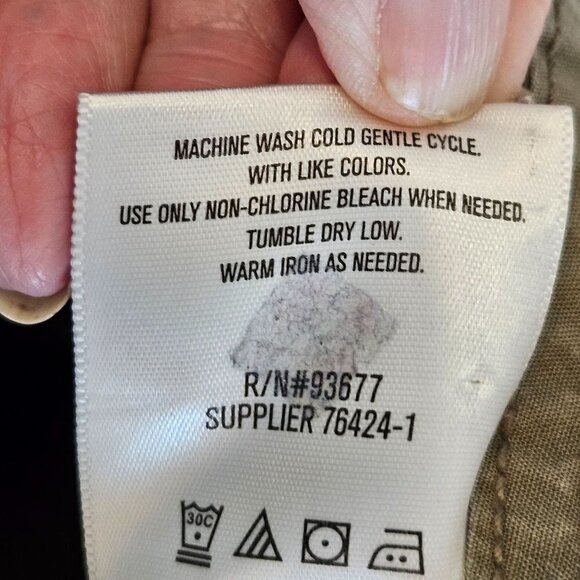 MACHINE WASH COLD GENTLE CYCLE.
WITH LIKE COLORS.
USE ONLY NON-CHLORINE BLEACH WHEN NEEDED.
TUMBLE DRY LOW.
WARM IRON AS NEEDED.
R/N#93677
SUPPLIER 76424-1
30C